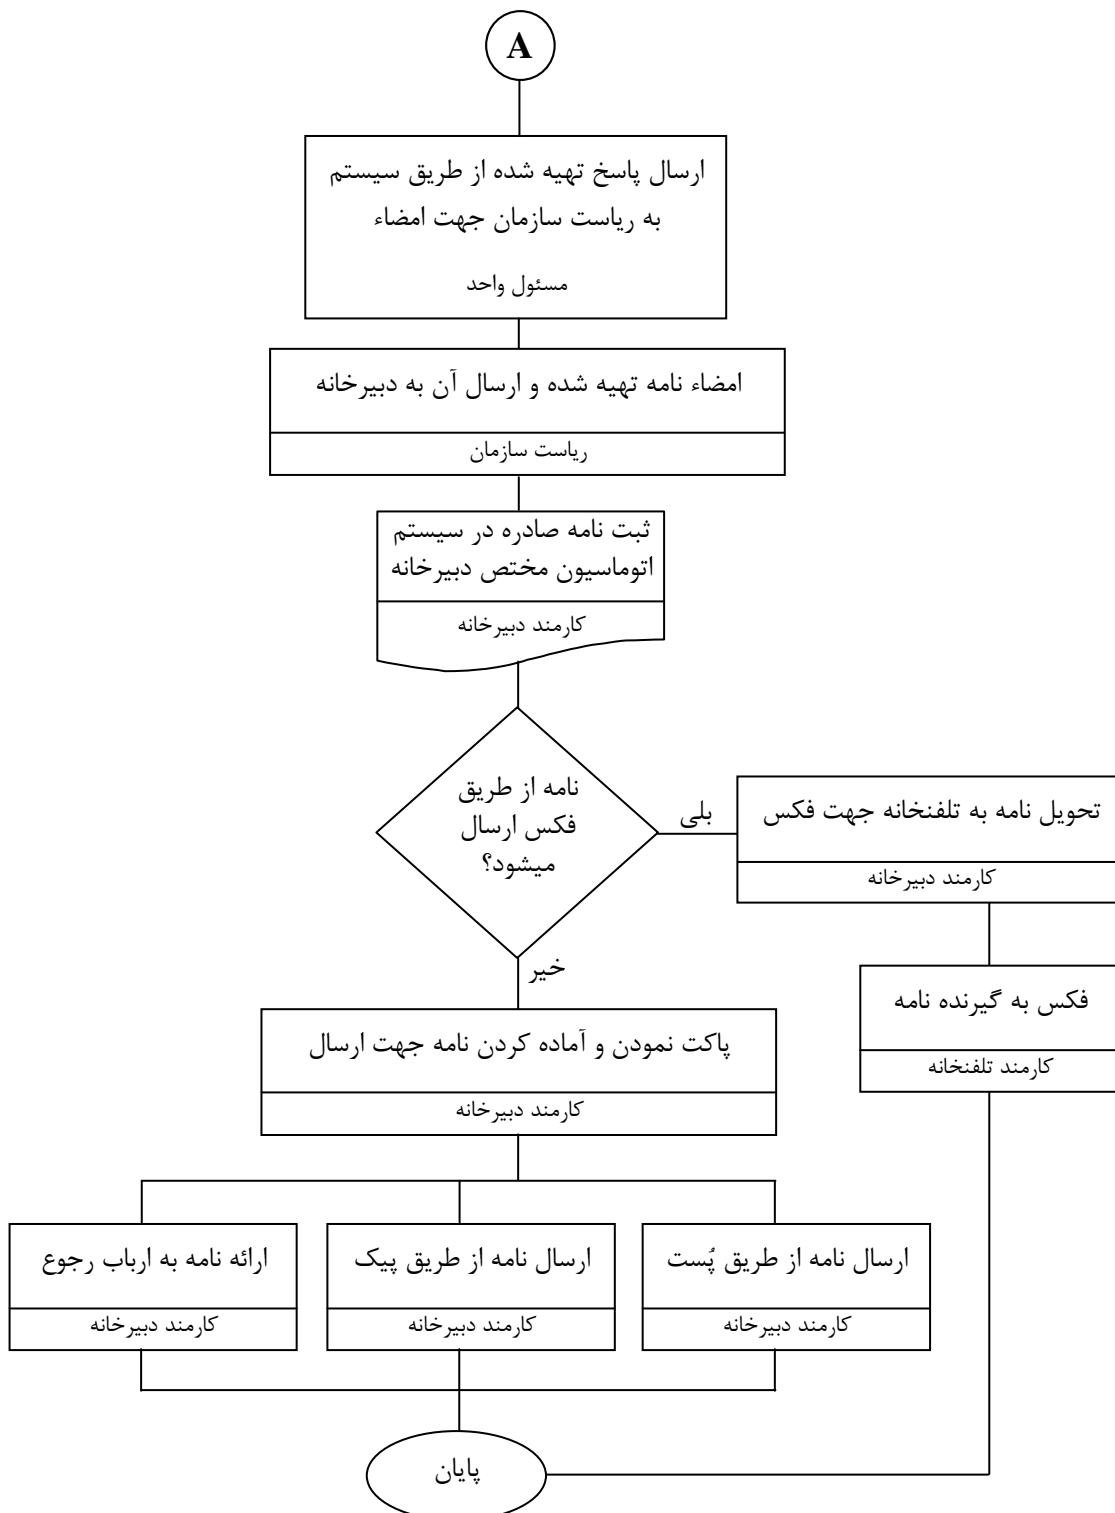 A
ارسال پاسخ تهیه شده از طریق سیستم
به ریاست سازمان جهت امضاء
مسئول واحد
امضاء نامه تهیه شده و ارسال آن به دبیرخانه
ریاست سازمان
ثبت نامه صادره در سیستم
اتوماسیون مختص دبیرخانه
کارمند دبیرخانه
نامه از طریق
فکس ارسال
میشود؟
بلی
تحویل نامه به تلفنخانه جهت فکس
کارمند دبیرخانه
فکس به گیرنده نامه
کارمند تلفنخانه
خیر
پاکت نمودن و آماده کردن نامه جهت ارسال
کارمند دبیرخانه
ارسال نامه از طریق پُست
کارمند دبیرخانه
ارسال نامه از طریق پیک
کارمند دبیرخانه
ارائه نامه به ارباب رجوع
کارمند دبیرخانه
پایان